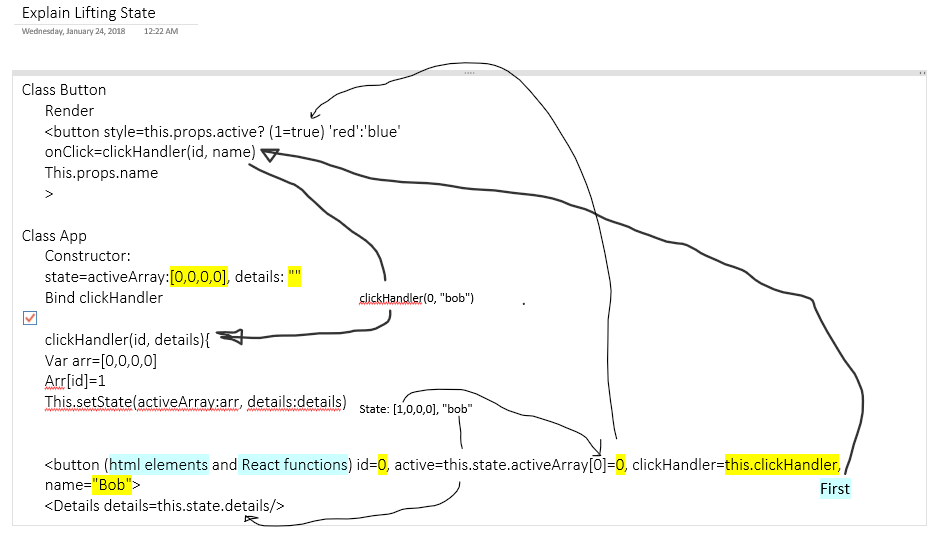 Explain Lifting State
Wednesday, January 24, 2018 12:22 AM
Class Button
Render
<button style=this.props.active? (1=true) 'red':'blue'
onClick=clickHandler(id, name)
This.props.name
>
Class App
Constructor:
state=activeArray:[0,0,0,0], details: ""
Bind clickHandler
clickHandler(0, "bob")
clickHandler(id, details){
Var arr=[0,0,0,0]
Arr[id]=1
This.setState(activeArray:arr, details:details)
State: [1,0,0,0], "bob"
<button (html elements and React functions) id=0, active=this.state.activeArray[0]=0, clickHandler=this.clickHandler,
name="Bob">
First
<Details details=this.state.details/>